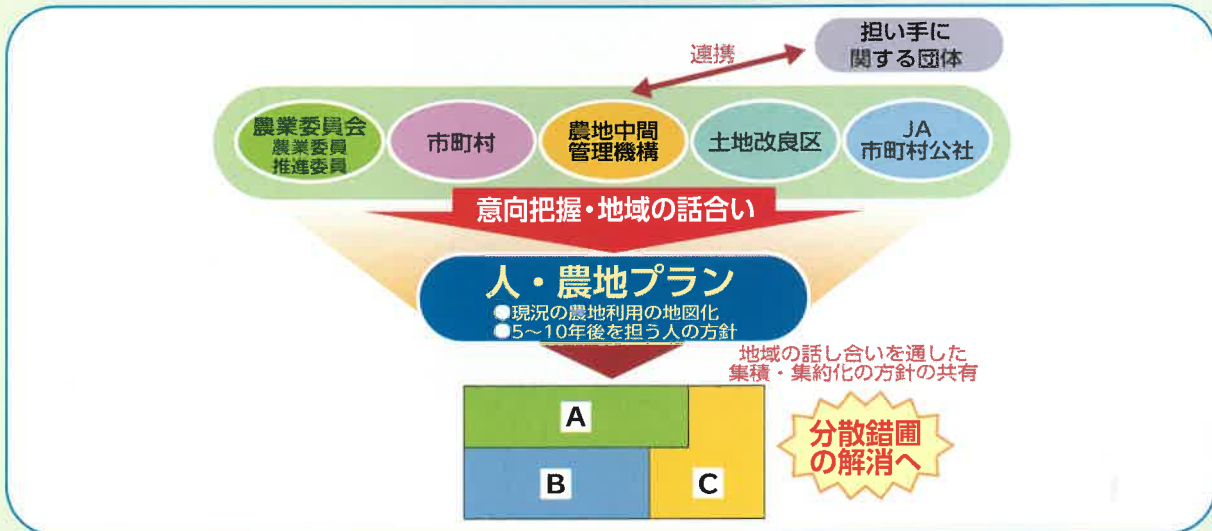 担い手に
関する団体
連携
農業委員会
農業委員
推進委員
市町村
農地中間
管理機構
土地改良区
JA
市町村公社
意向把握・地域の話合い
人・農地プラン
●現況の農地利用の地図化
●5~10年後を担う人の方針
地域の話し合いを通した
集積・集約化の方針の共有
A
B
C
分散錯圃
の解消へ